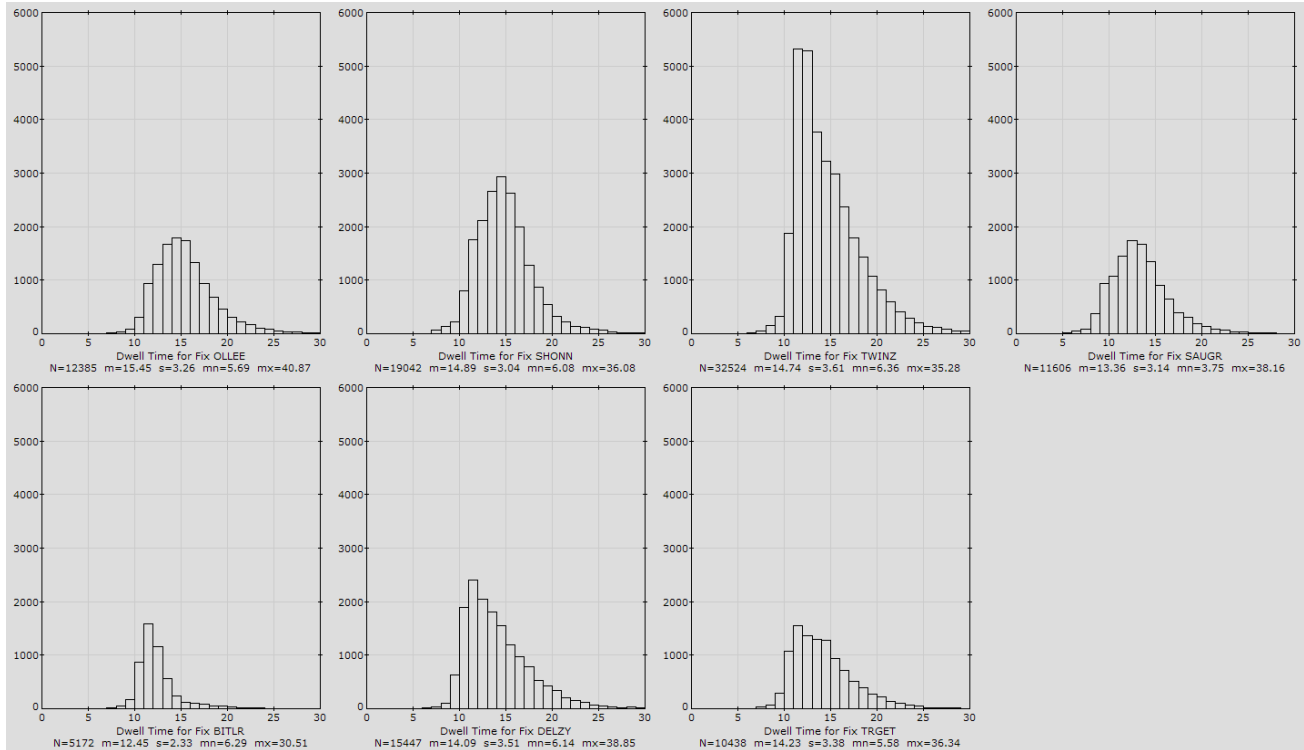 6000 6000 6000 6000
5000 5000 5000 5000
4000 4000 4000 4000
3000 3000 3000 3000
2000 2000 2000 2000
1000 1000 1000 1000
0 0 0 0
0 5 10 15 20 25 30 0 5 10 15 20 25 30 0 5 10 15 20 25 30 0 5 10 15 20 25 30
Dwell Time for Fix OLLEE Dwell Time for Fix SHONN Dwell Time for Fix TWINZ Dwell Time for Fix SAUGR
N=12385 m=15.45 s=3.26 mn=5.69 mx=40.87 N=19042 m=14.89 s=3.04 mn=6.08 mx=36.08 N=32524 m=14.74 s=3.61 mn=6.36 mx=35.28 N=11606 m=13.36 s=3.14 mn=3.75 mx=38.16
6000 6000 6000
5000 5000 5000
4000 4000 4000
3000 3000 3000
2000 2000 2000
1000 1000 1000
0 0 0
0 5 10 15 20 25 30 0 5 10 15 20 25 30 0 5 10 15 20 25 30
Dwell Time for Fix BITLR Dwell Time for Fix DELZY Dwell Time for Fix TRGET
N=5172 m=12.45 s=2.33 mn=6.29 mx=30.51 N=15447 m=14.09 s=3.51 mn=6.14 mx=38.85 N=10438 m=14.23 s=3.38 mn=5.58 mx=36.34